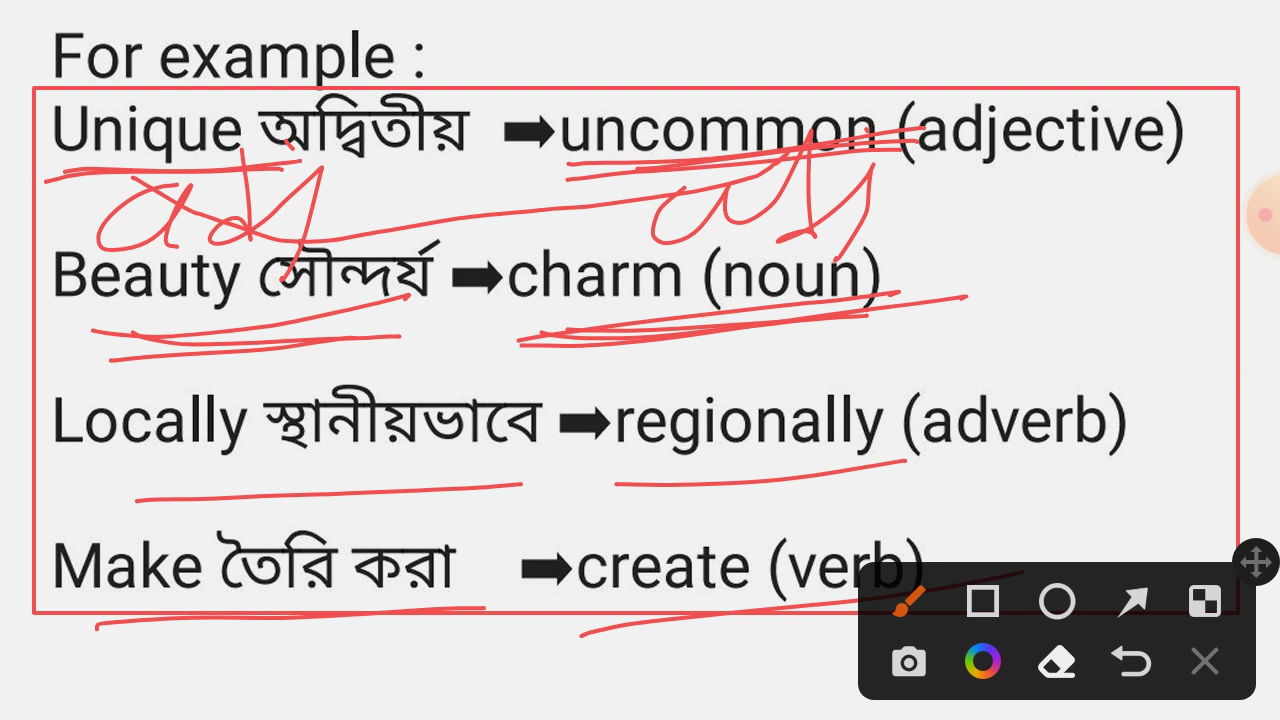 For example :
Unique অদ্বিতীয় ➡uncommon (adjective)
adj adj
Beauty সৌন্দর্য ➡charm (noun)
Locally স্থানীয়ভাবে ➡regionally (adverb)
Make তৈরি করা ➡create (verb)